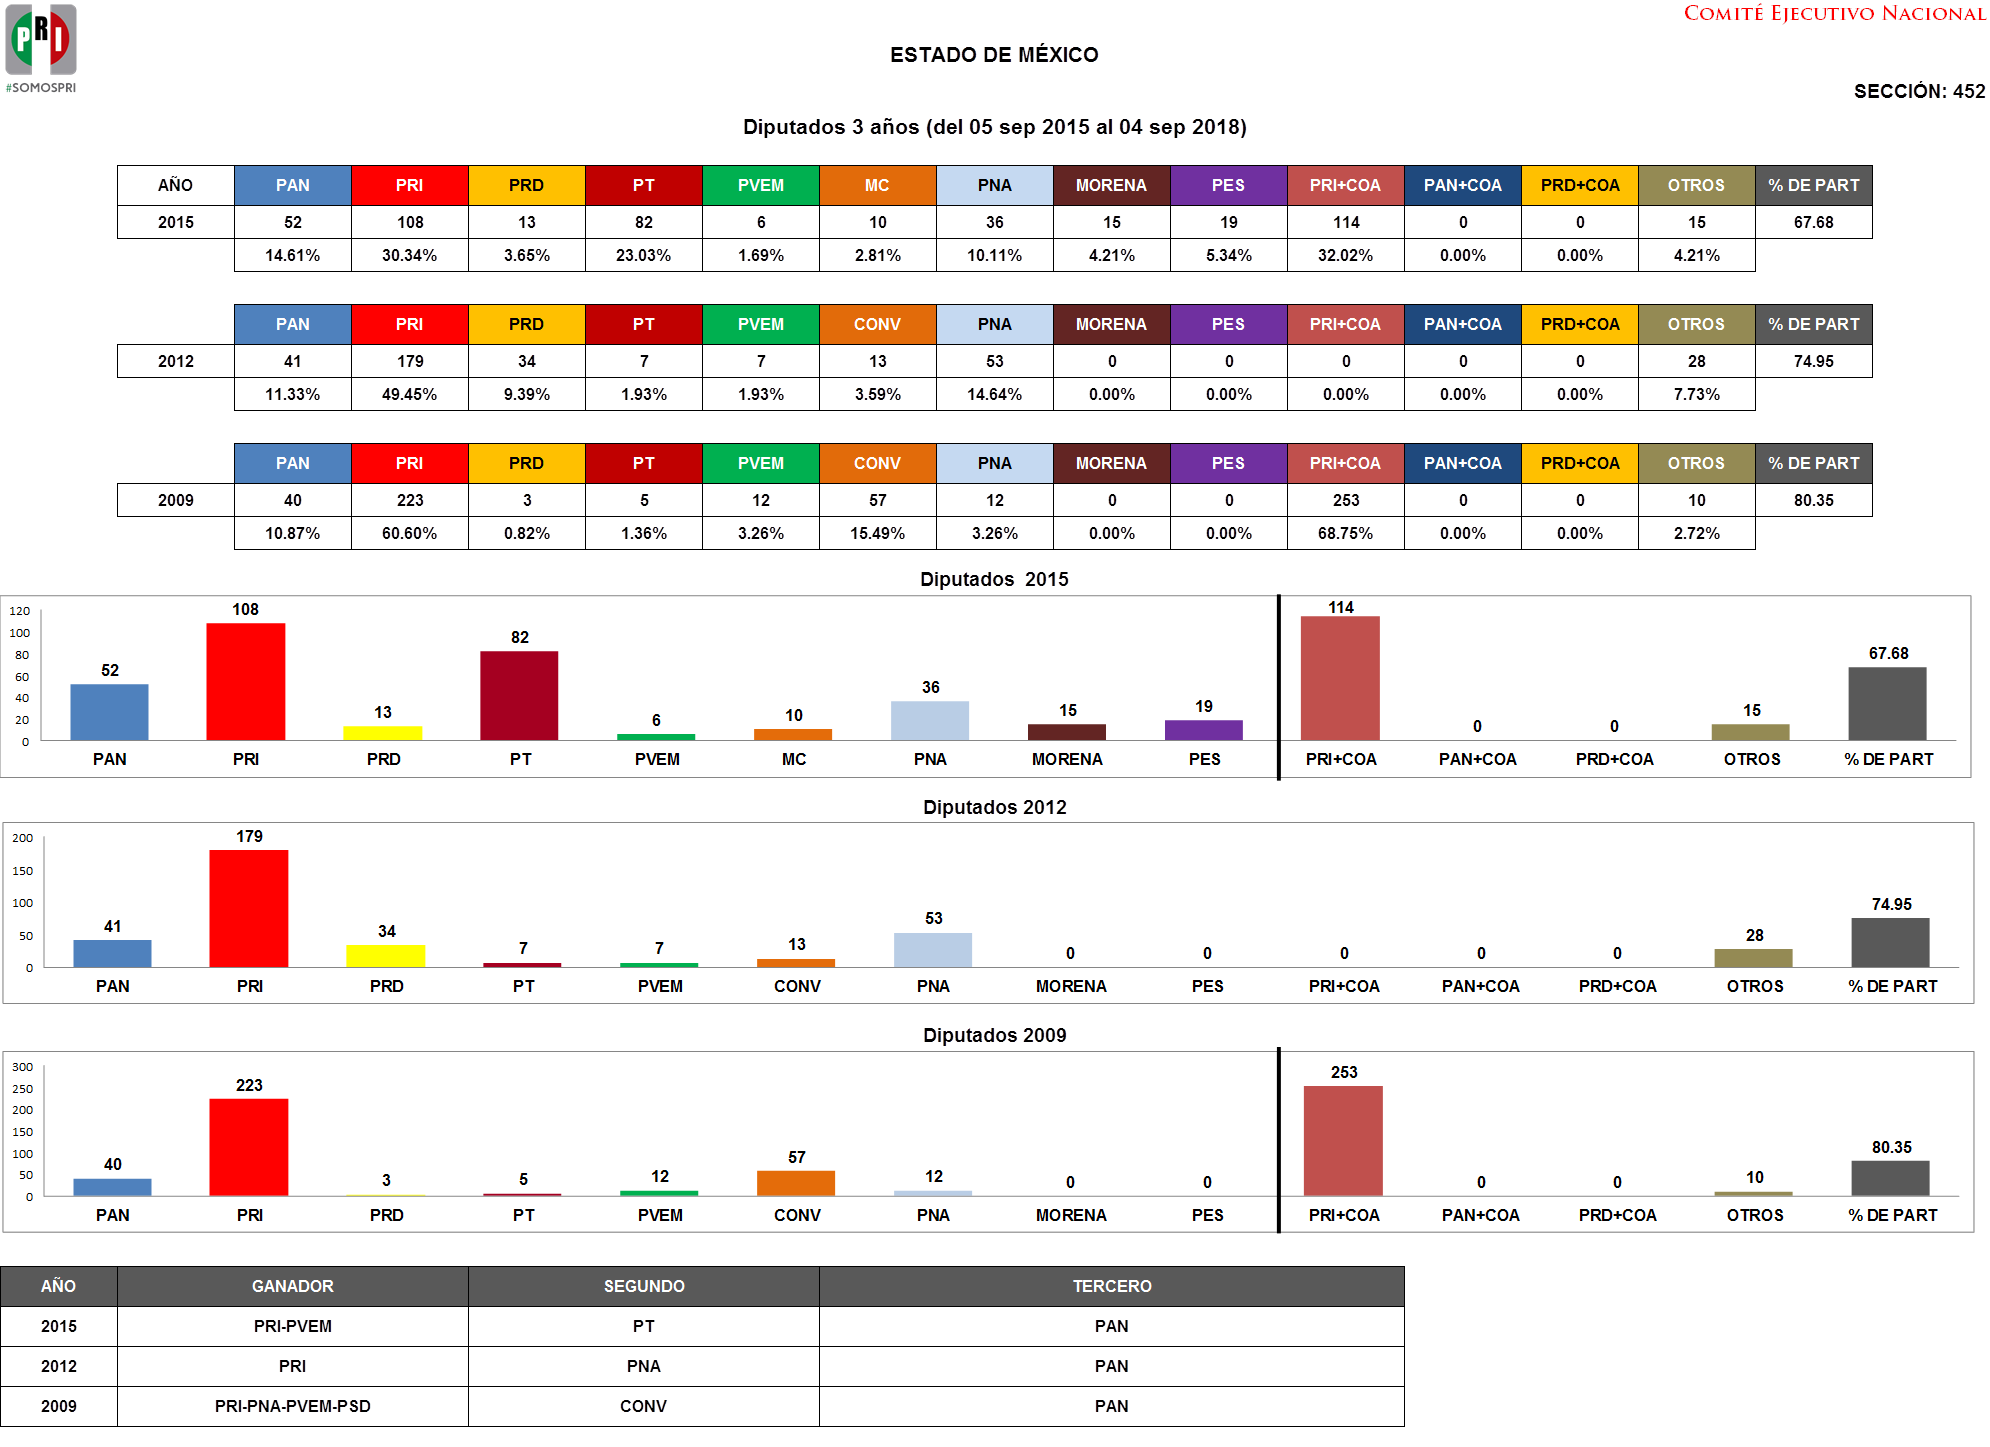 PRI
#SOMOSPRI
COMITÉ EJECUTIVO NACIONAL
ESTADO DE MÉXICO
SECCIÓN: 452
Diputados 3 años (del 05 sep 2015 al 04 sep 2018)
AÑO PAN PRI PRD PT PVEM MC PNA MORENA PES PRI+COA PAN+COA PRD+COA OTROS % DE PART
2015 52 108 13 82 6 10 36 15 19 114 0 0 15 67.68
14.61% 30.34% 3.65% 23.03% 1.69% 2.81% 10.11% 4.21% 5.34% 32.02% 0.00% 0.00% 4.21%
PAN PRI PRD PT PVEM CONV PNA MORENA PES PRI+COA PAN+COA PRD+COA OTROS % DE PART
2012 41 179 34 7 7 13 53 0 0 0 0 0 28 74.95
11.33% 49.45% 9.39% 1.93% 1.93% 3.59% 14.64% 0.00% 0.00% 0.00% 0.00% 0.00% 7.73%
PAN PRI PRD PT PVEM CONV PNA MORENA PES PRI+COA PAN+COA PRD+COA OTROS % DE PART
2009 40 223 3 5 12 57 12 0 0 253 0 0 10 80.35
10.87% 60.60% 0.82% 1.36% 3.26% 15.49% 3.26% 0.00% 0.00% 68.75% 0.00% 0.00% 2.72%
Diputados 2015
120
100
80
60
40
20
0
52 108 13 82 6 10 36 15 19 114 0 0 15 67.68
PAN PRI PRD PT PVEM MC PNA MORENA PES PRI+COA PAN+COA PRD+COA OTROS % DE PART
Diputados 2012
200
150
100
50
0
41 179 34 7 7 13 53 0 0 0 0 0 28 74.95
PAN PRI PRD PT PVEM CONV PNA MORENA PES PRI+COA PAN+COA PRD+COA OTROS % DE PART
Diputados 2009
300
250
200
150
100
50
0
40 223 3 5 12 57 12 0 0 253 0 0 10 80.35
PAN PRI PRD PT PVEM CONV PNA MORENA PES PRI+COA PAN+COA PRD+COA OTROS % DE PART
AÑO GANADOR SEGUNDO TERCERO
2015 PRI-PVEM PT PAN
2012 PRI PNA PAN
2009 PRI-PNA-PVEM-PSD CONV PAN